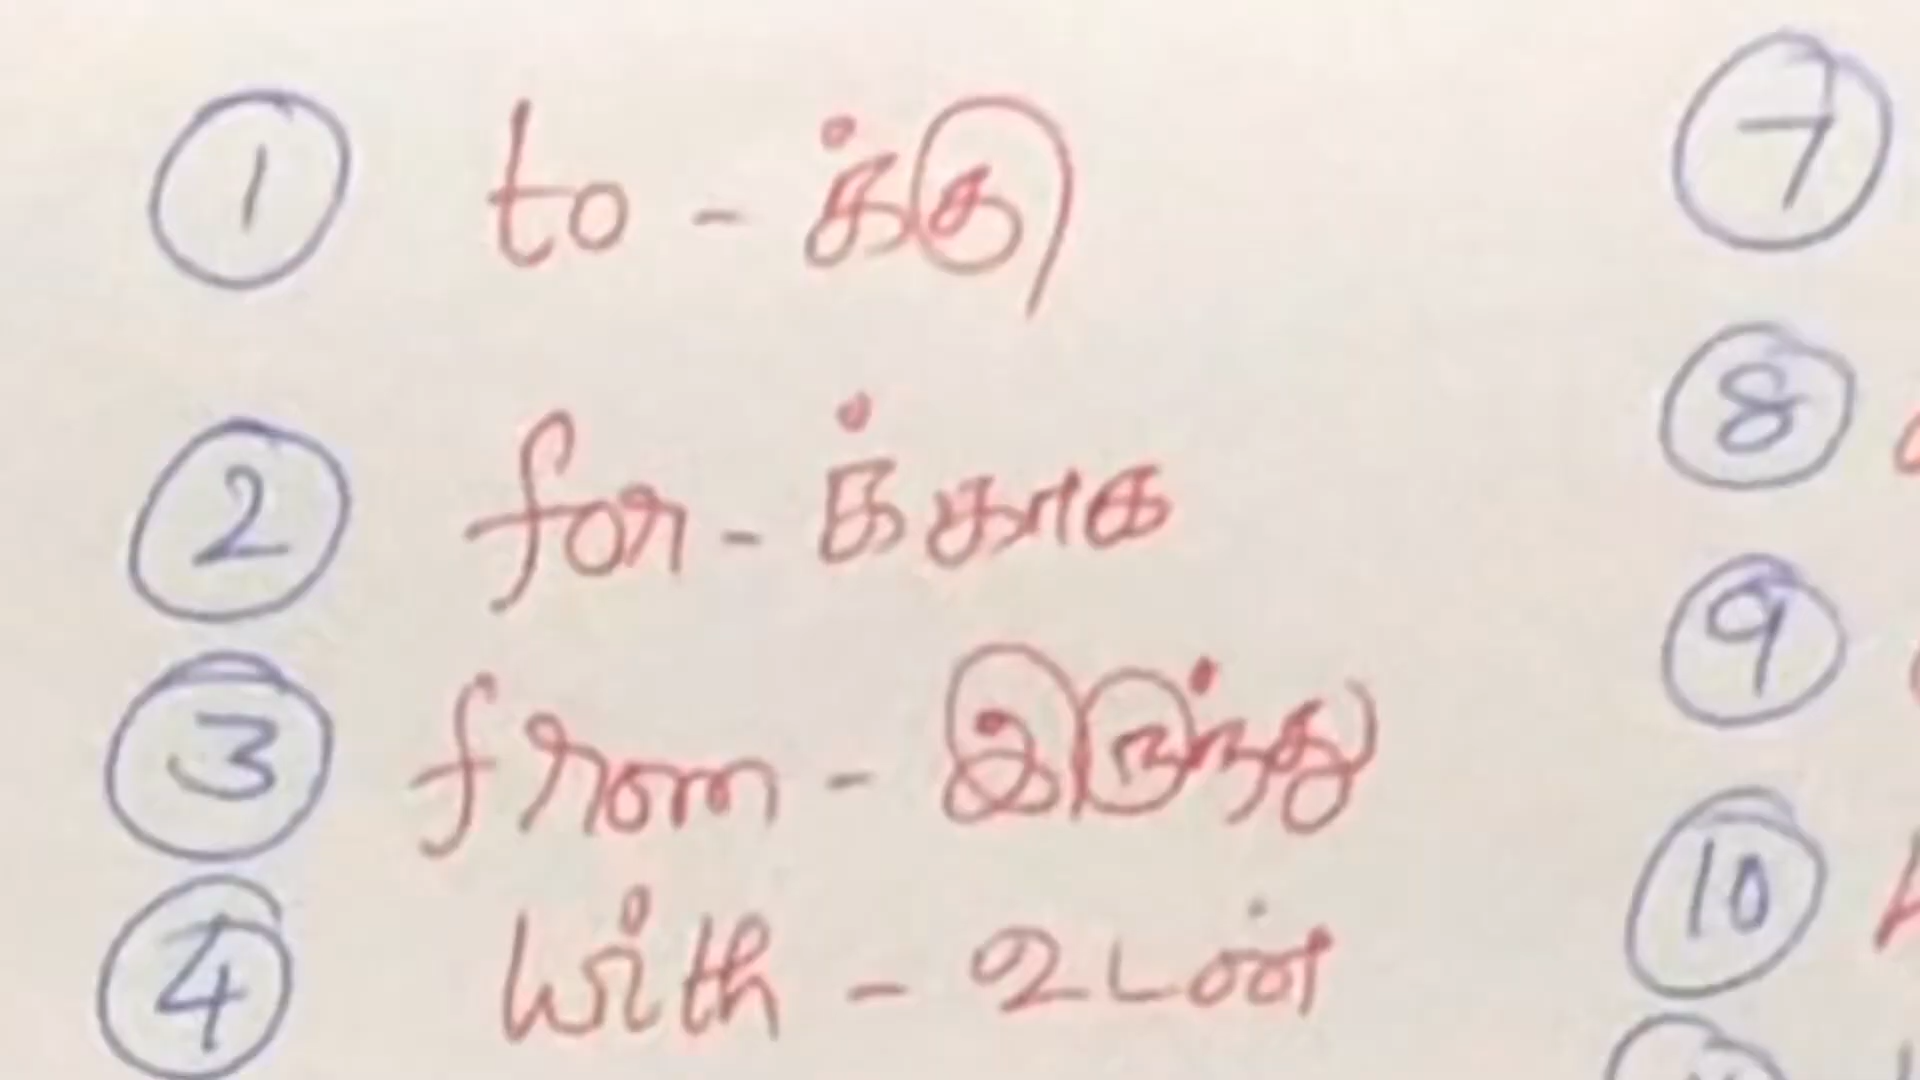 1 to - க்கு
2 for - க்காக
3 from - இருந்து
4 with - உடன்
7
8
9
10